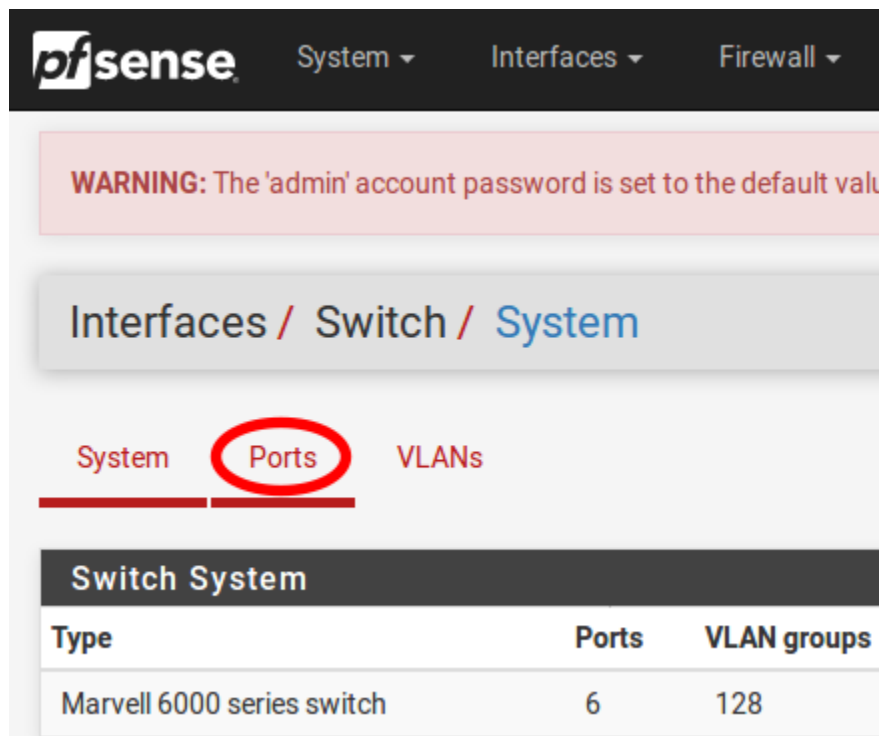 pfsense System Interfaces Firewall
WARNING: The 'admin' account password is set to the default
Interfaces / Switch / System
System Ports VLANs
Switch System
Type Ports VLAN groups
Marvell 6000 series switch 6 128